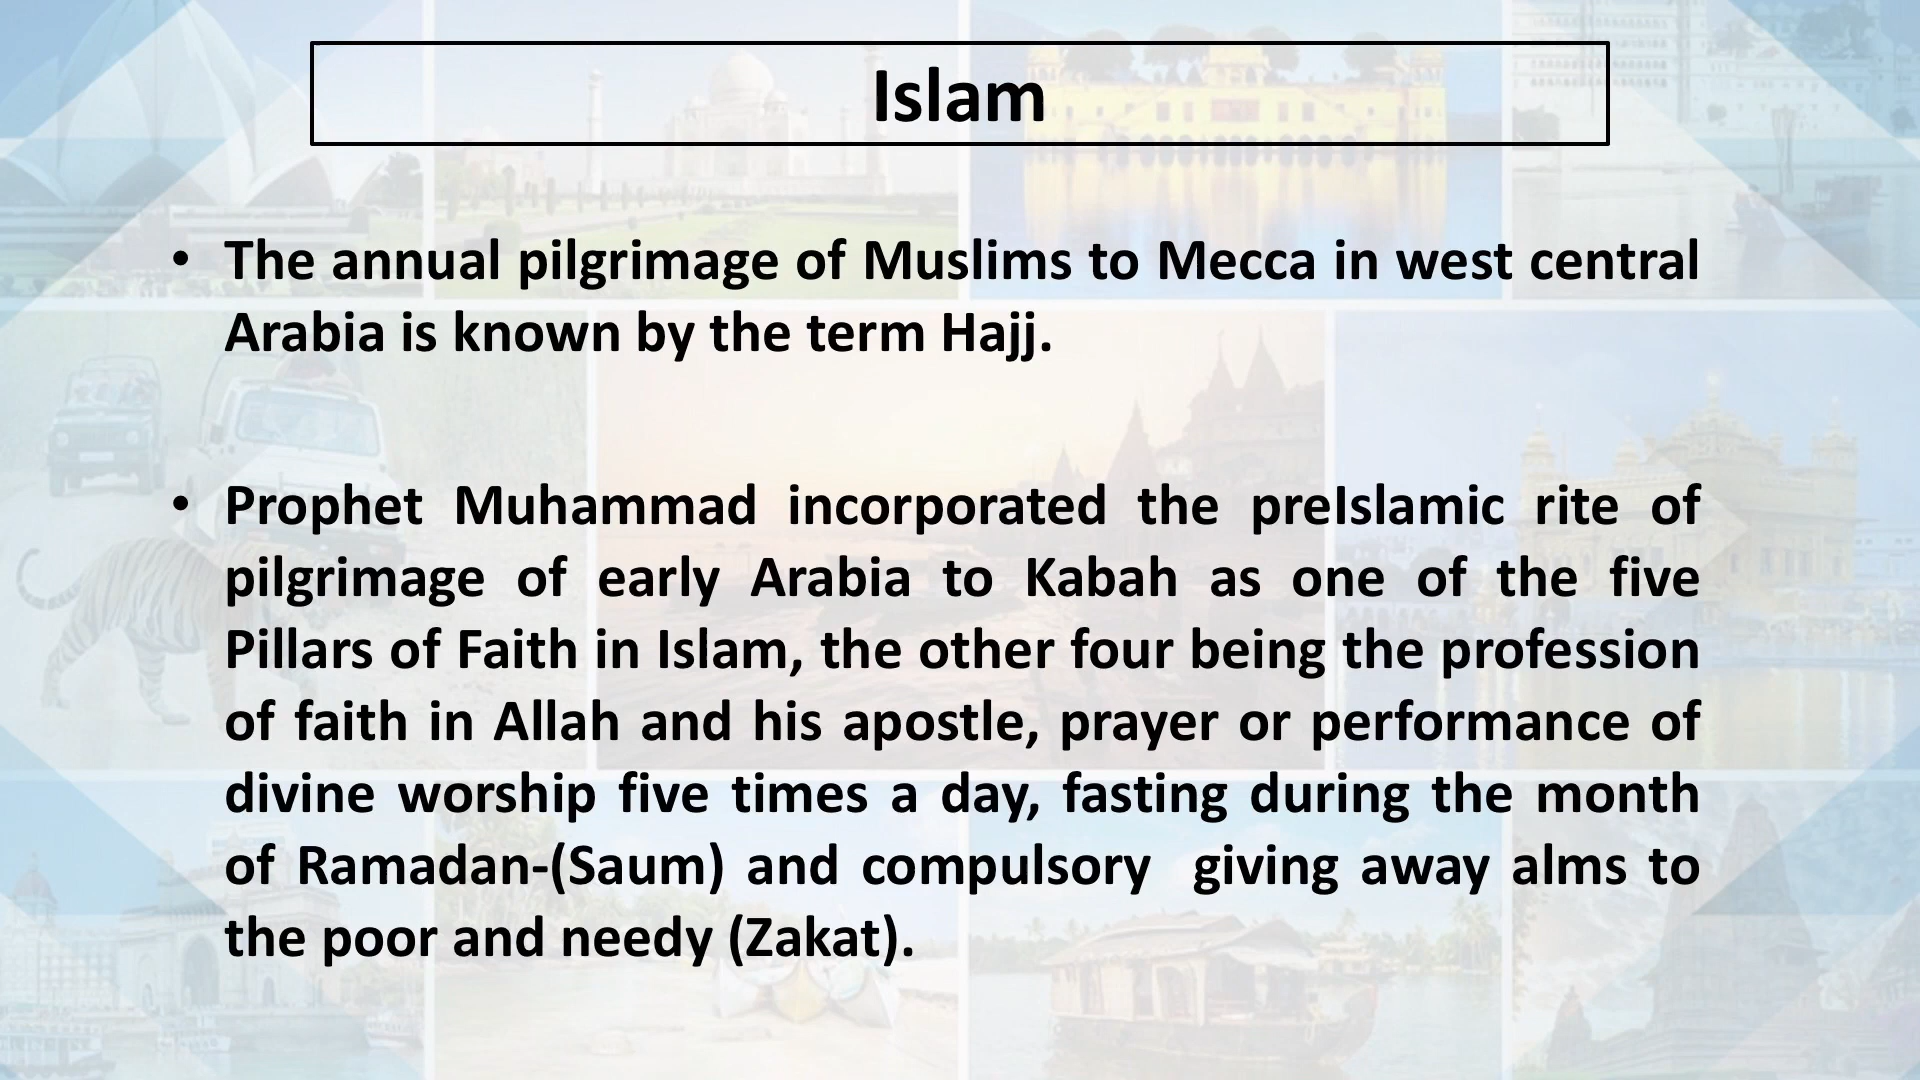 Islam
• The annual pilgrimage of Muslims to Mecca in west central
Arabia is known by the term Hajj.
• Prophet Muhammad incorporated the preIslamic rite of
pilgrimage of early Arabia to Kabah as one of the five
Pillars of Faith in Islam, the other four being the profession
of faith in Allah and his apostle, prayer or performance of
divine worship five times a day, fasting during the month
of Ramadan-(Saum) and compulsory  giving away alms to
the poor and needy (Zakat).